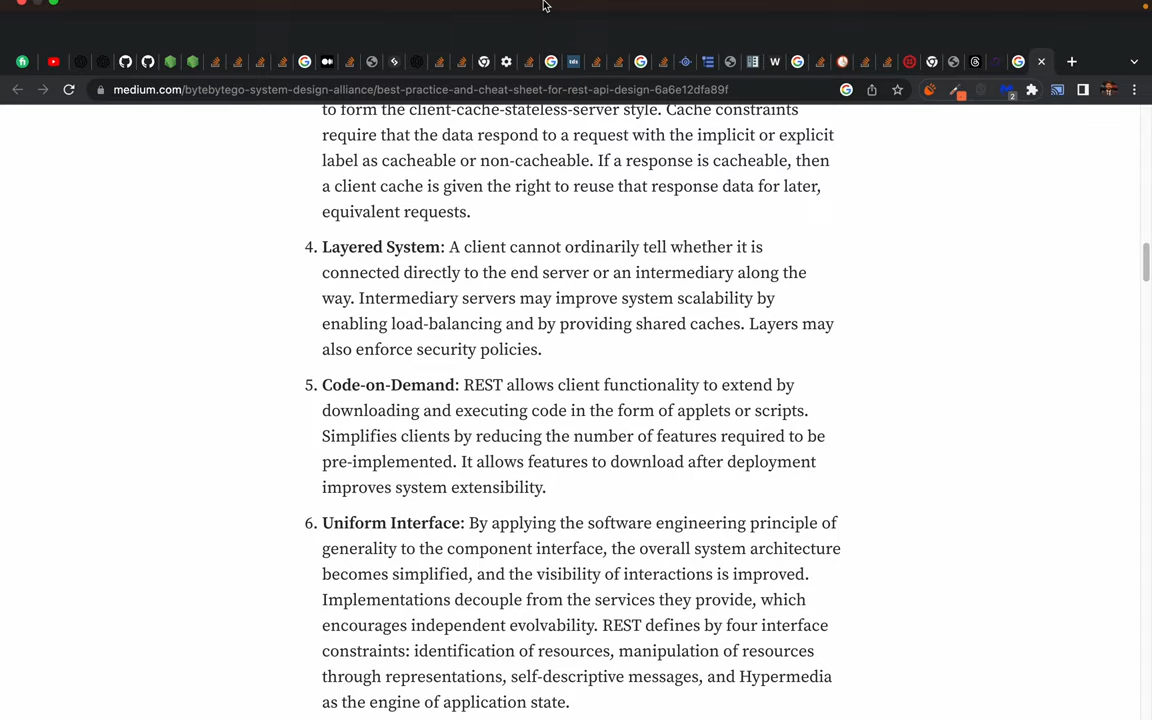 medium.com/bytebytego-system-design-alliance/best-practice-and-cheat-sheet-for-rest-api-design-6a6e12dfa89f
to form the client-cache-stateless-server style. Cache constraints
require that the data respond to a request with the implicit or explicit
label as cacheable or non-cacheable. If a response is cacheable, then
a client cache is given the right to reuse that response data for later,
equivalent requests.
4. Layered System: A client cannot ordinarily tell whether it is
connected directly to the end server or an intermediary along the
way. Intermediary servers may improve system scalability by
enabling load-balancing and by providing shared caches. Layers may
also enforce security policies.
5. Code-on-Demand: REST allows client functionality to extend by
downloading and executing code in the form of applets or scripts.
Simplifies clients by reducing the number of features required to be
pre-implemented. It allows features to download after deployment
improves system extensibility.
6. Uniform Interface: By applying the software engineering principle of
generality to the component interface, the overall system architecture
becomes simplified, and the visibility of interactions is improved.
Implementations decouple from the services they provide, which
encourages independent evolvability. REST defines by four interface
constraints: identification of resources, manipulation of resources
through representations, self-descriptive messages, and Hypermedia
as the engine of application state.